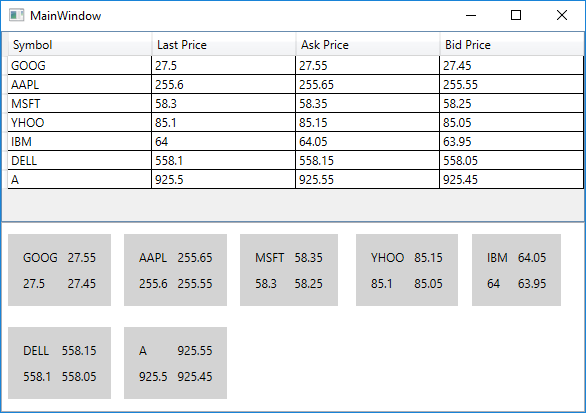 MainWindow
Symbol Last Price Ask Price Bid Price
GOOG 27.5 27.55 27.45
AAPL 255.6 255.65 255.55
MSFT 58.3 58.35 58.25
YHOO 85.1 85.15 85.05
IBM 64 64.05 63.95
DELL 558.1 558.15 558.05
A 925.5 925.55 925.45
GOOG 27.55 AAPL 255.65 MSFT 58.35 YHOO 85.15 IBM 64.05
27.5 27.45 255.6 255.55 58.3 58.25 85.1 85.05 64 63.95
DELL 558.15 A 925.55
558.1 558.05 925.5 925.45